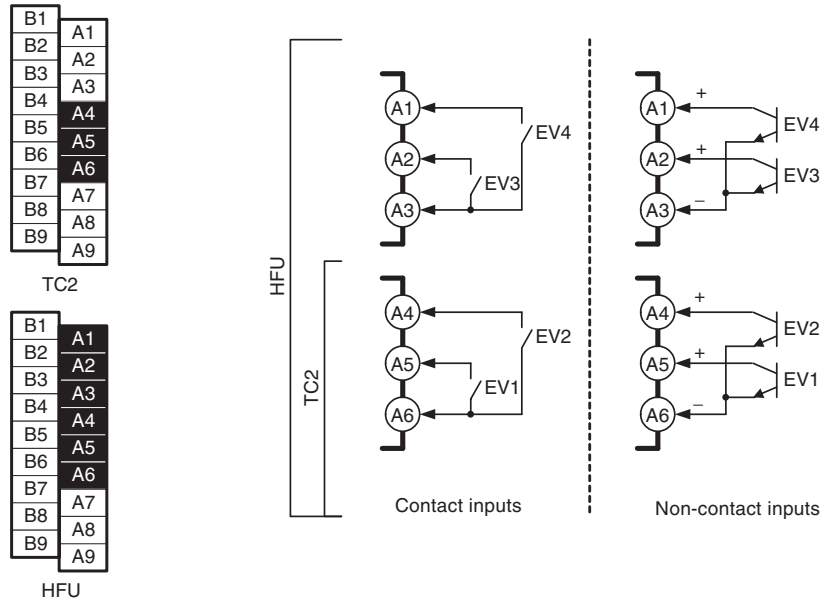 B1
B2
B3
B4
B5
B6
B7
B8
B9
A1
A2
A3
A4
A5
A6
A7
A8
A9
TC2
B1
B2
B3
B4
B5
B6
B7
B8
B9
A1
A2
A3
A4
A5
A6
A7
A8
A9
HFU
HFU
TC2
A1
A2
A3
EV4
EV3
A4
A5
A6
EV2
EV1
Contact inputs
A1
+
A2
+
A3
−
EV4
EV3
A4
+
A5
+
A6
−
EV2
EV1
Non-contact inputs